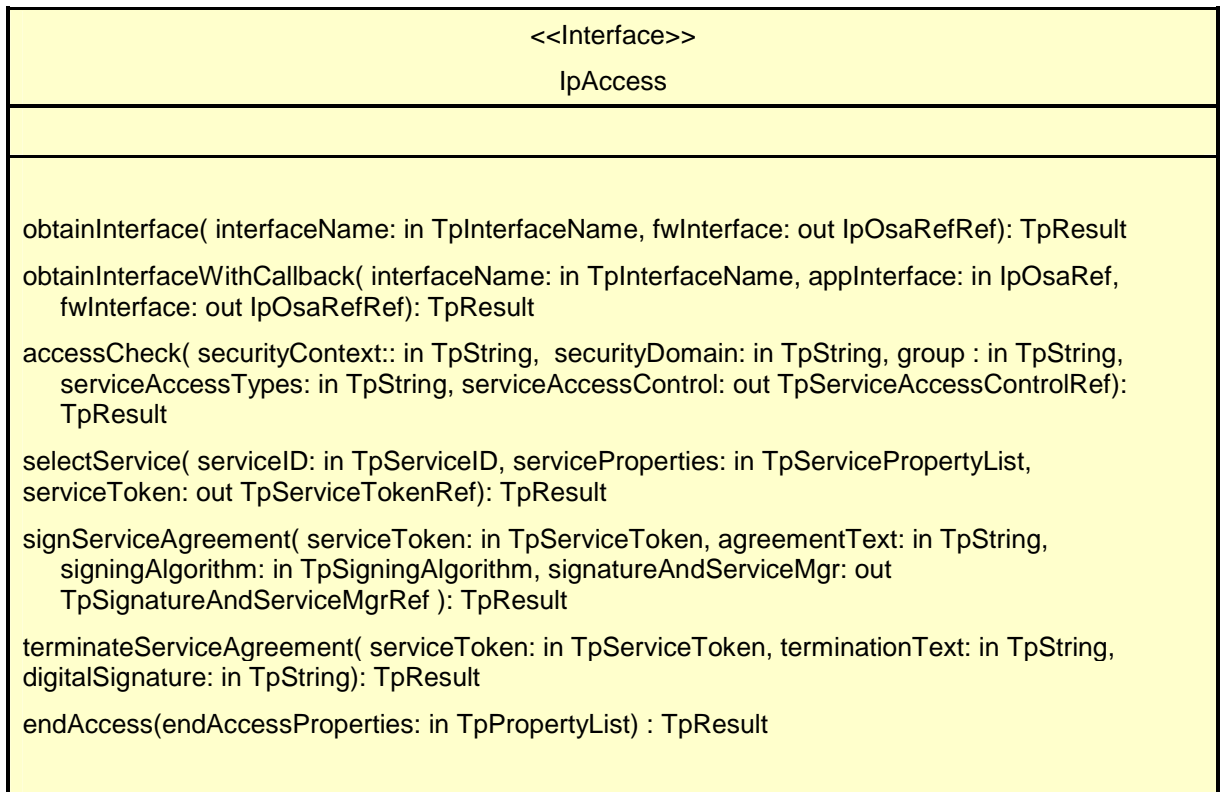 <<Interface>>
IpAccess
obtainInterface( interfaceName: in TpInterfaceName, fwInterface: out IpOsaRefRef): TpResult
obtainInterfaceWithCallback( interfaceName: in TpInterfaceName, appInterface: in IpOsaRef,
fwInterface: out IpOsaRefRef): TpResult
accessCheck( securityContext:: in TpString,  securityDomain: in TpString, group : in TpString,
serviceAccessTypes: in TpString, serviceAccessControl: out TpServiceAccessControlRef):
TpResult
selectService( serviceID: in TpServiceID, serviceProperties: in TpServicePropertyList,
serviceToken: out TpServiceTokenRef): TpResult
signServiceAgreement( serviceToken: in TpServiceToken, agreementText: in TpString,
signingAlgorithm: in TpSigningAlgorithm, signatureAndServiceMgr: out
TpSignatureAndServiceMgrRef ): TpResult
terminateServiceAgreement( serviceToken: in TpServiceToken, terminationText: in TpString,
digitalSignature: in TpString): TpResult
endAccess(endAccessProperties: in TpPropertyList) : TpResult